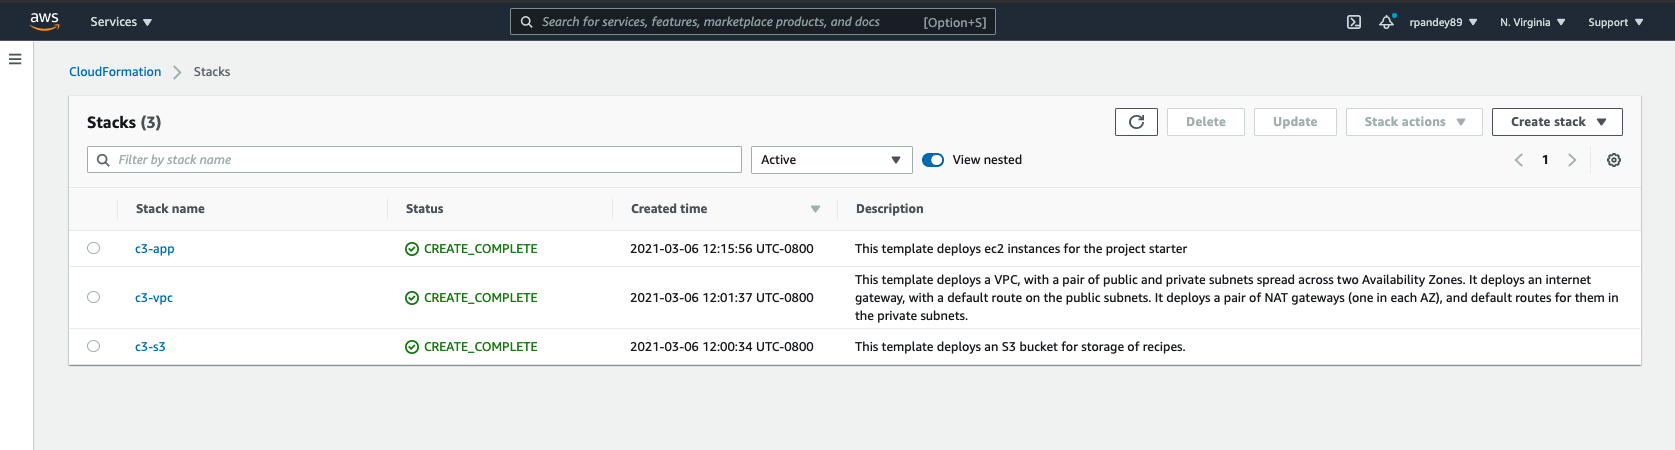 aws Services Search for services, features, marketplace products, and docs [Option+S] rpandey89 N. Virginia Support
CloudFormation Stacks
Stacks (3) Delete Update Stack actions Create stack
Filter by stack name Active View nested 1
Stack name Status Created time Description
c3-app CREATE_COMPLETE 2021-03-06 12:15:56 UTC-0800 This template deploys ec2 instances for the project starter
c3-vpc CREATE_COMPLETE 2021-03-06 12:01:37 UTC-0800 This template deploys a VPC, with a pair of public and private subnets spread across two Availability Zones. It deploys an internet
gateway, with a default route on the public subnets. It deploys a pair of NAT gateways (one in each AZ), and default routes for them in
the private subnets.
c3-s3 CREATE_COMPLETE 2021-03-06 12:00:34 UTC-0800 This template deploys an S3 bucket for storage of recipes.